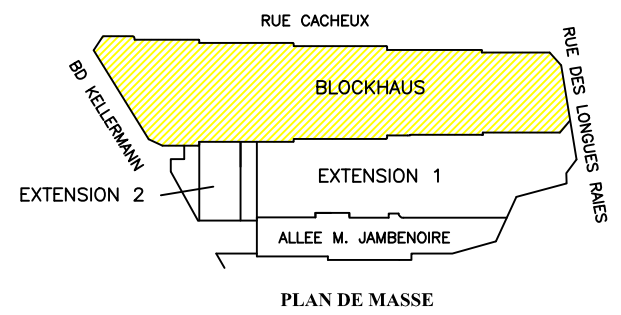 RUE CACHEUX
RUE DES LONGUES RAIES
BD KELLERMANN
BLOCKHAUS
EXTENSION 1
EXTENSION 2
ALLEE M. JAMBENOIRE
PLAN DE MASSE